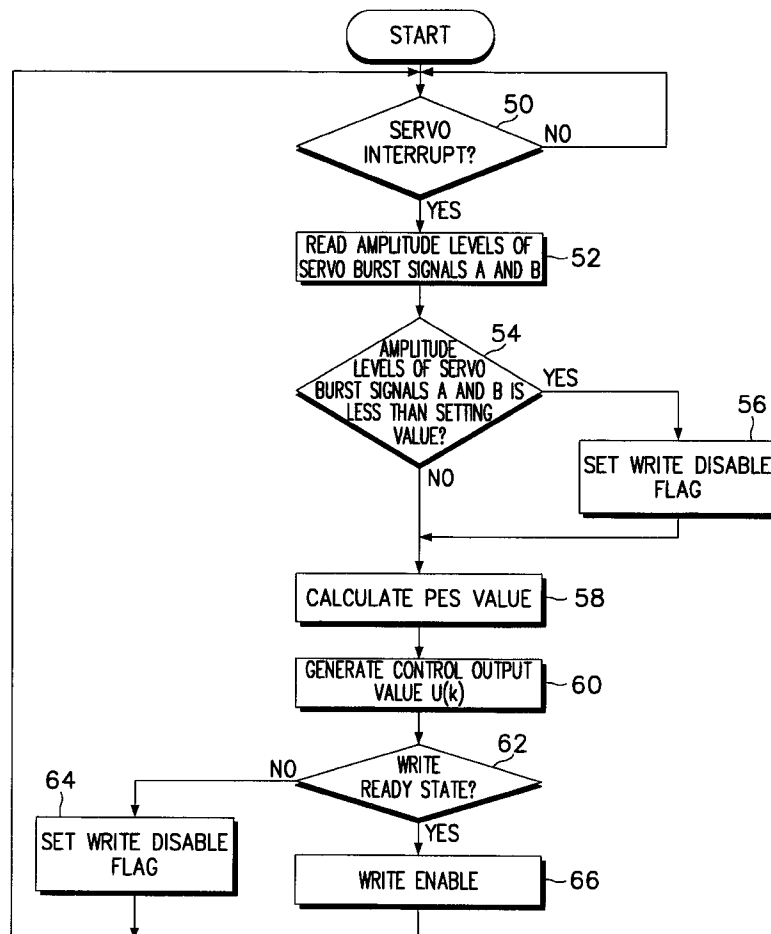 START
50
SERVO
INTERRUPT?
NO
YES
READ AMPLITUDE LEVELS OF
SERVO BURST SIGNALS A AND B
52
54
AMPLITUDE
LEVELS OF SERVO
BURST SIGNALS A AND B IS
LESS THAN SETTING
VALUE?
YES
NO
56
SET WRITE DISABLE
FLAG
CALCULATE PES VALUE
58
GENERATE CONTROL OUTPUT
VALUE U(k)
60
62
WRITE
READY STATE?
NO
YES
64
SET WRITE DISABLE
FLAG
WRITE ENABLE
66